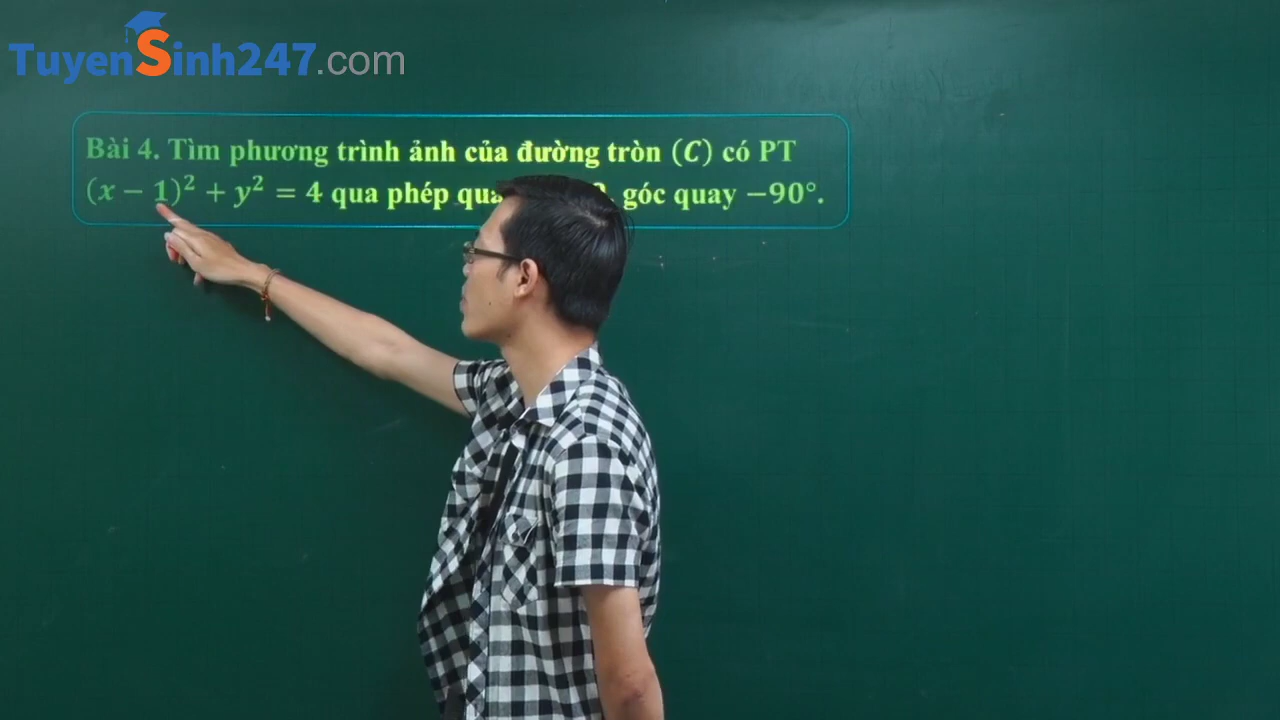 TuyenSinh247.com
Bài 4. Tìm phương trình ảnh của đường tròn (C) có PT
(x − 1)² + y² = 4 qua phép góc quay −90°.